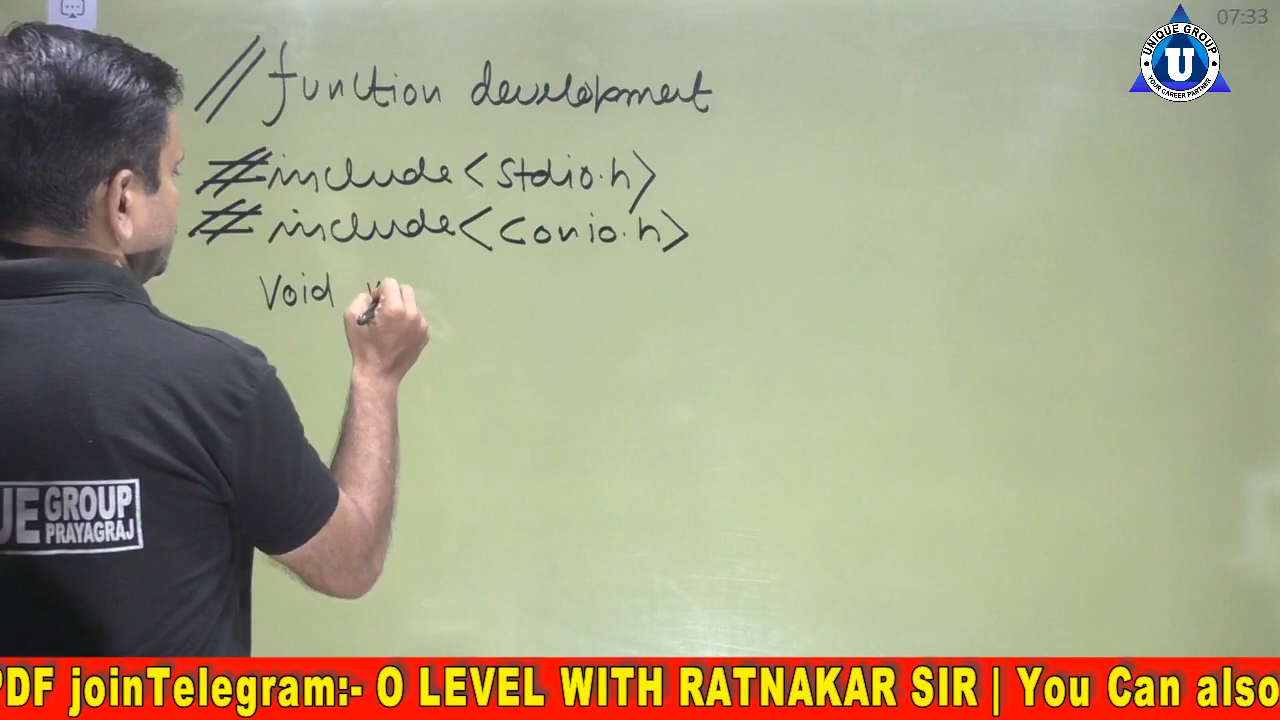 07:33
UNIQUE GROUP
U
YOUR CAREER PARTNER
//function development
#include<stdio.h>
#include<conio.h>
Void
UE GROUP
PRAYAGRAJ
PDF joinTelegram:- O LEVEL WITH RATNAKAR SIR | You Can also